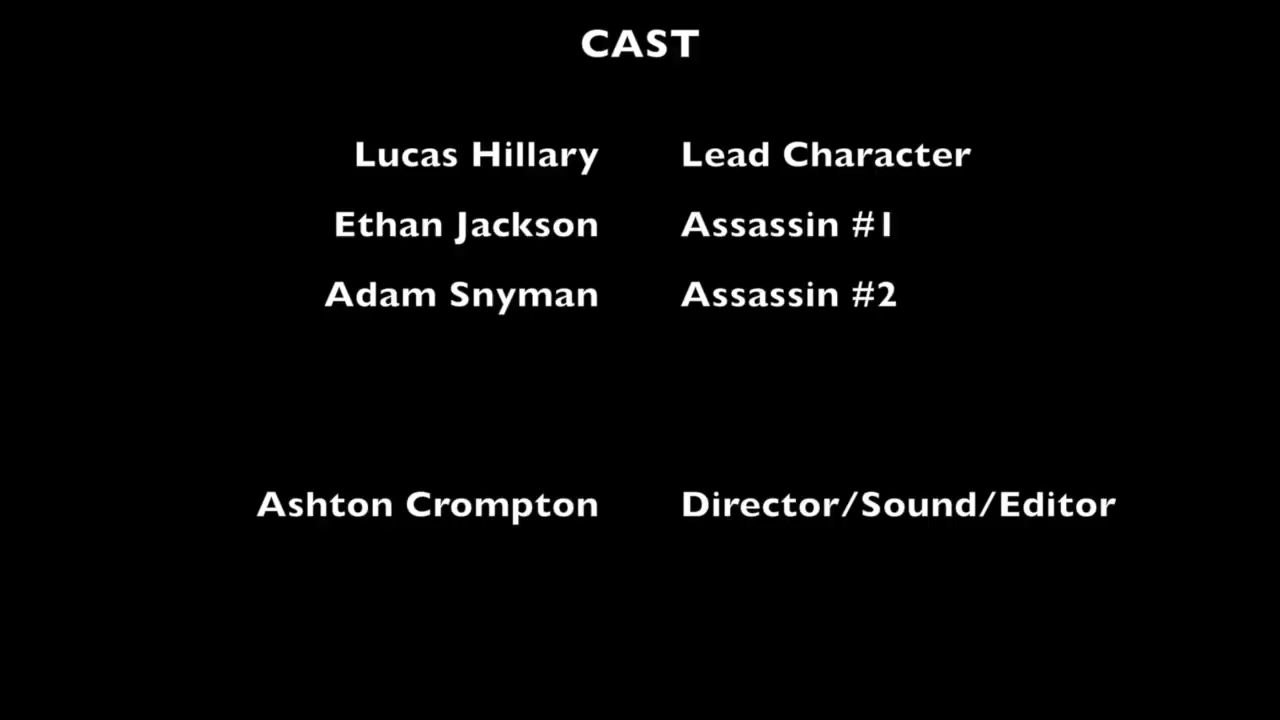 CAST
Lucas Hillary Lead Character
Ethan Jackson Assassin #1
Adam Snyman Assassin #2
Ashton Crompton Director/Sound/Editor